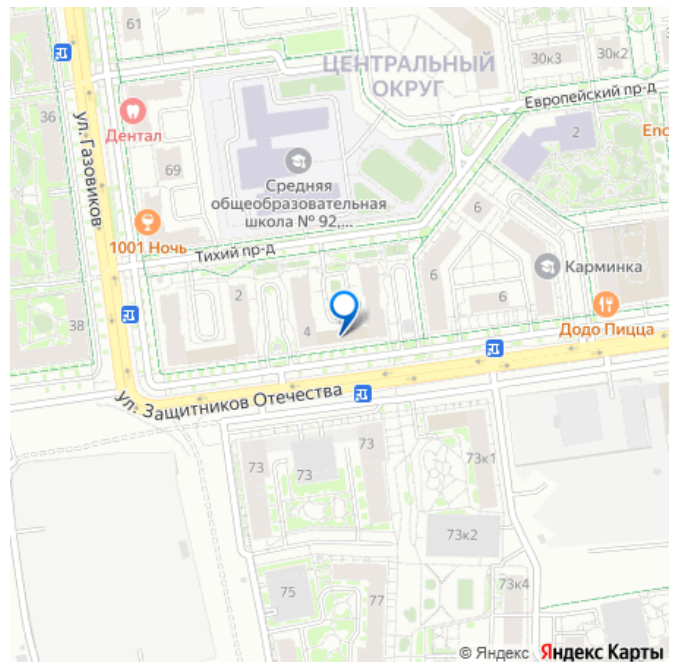 61
ЦЕНТРАЛЬНЫЙ
ОКРУГ
30к3
30к2
Европейский пр-д
36
ул. Газовиков
Дентал
2
Enc
69
Средняя
общеобразовательная
школа № 92,...
6
1001 Ночь
Тихий пр-д
6
Карминка
2
6
38
4
Додо Пицца
ул. Защитников Отечества
73
73
73
73к1
73к2
75
77
73к4
© Яндекс
Яндекс Карты